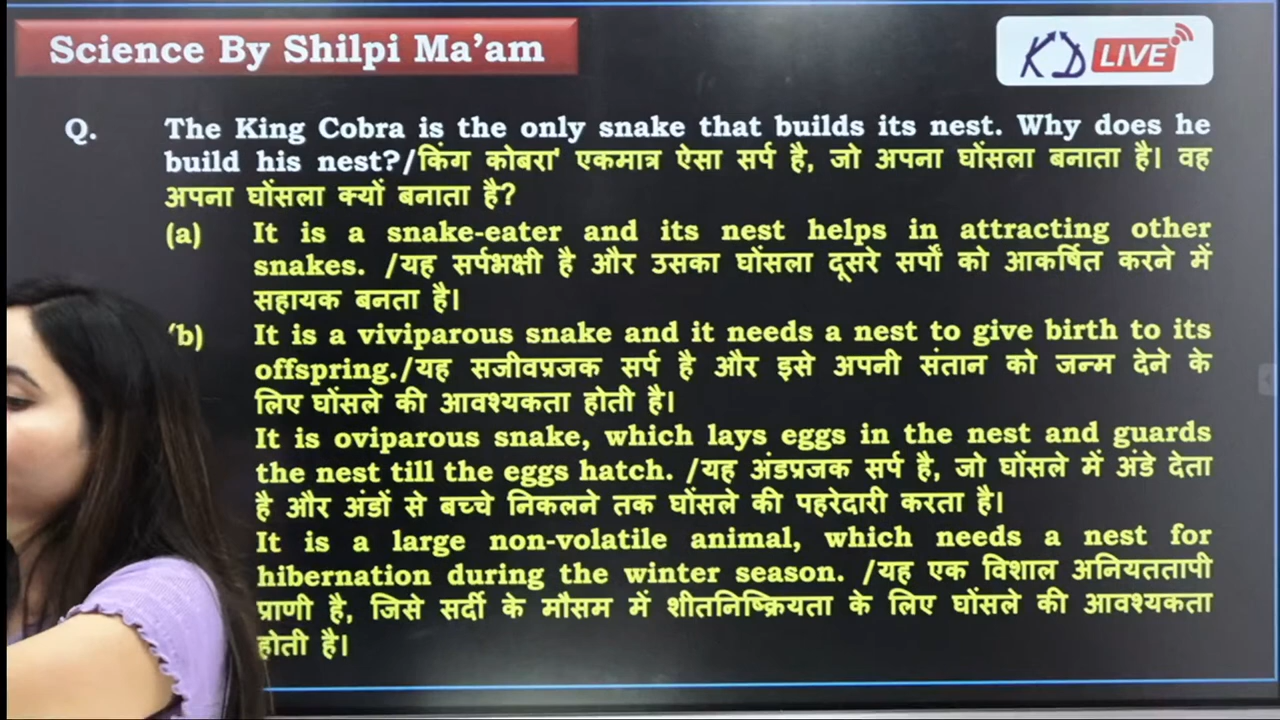 Science By Shilpi Ma’am
KD LIVE
Q. The King Cobra is the only snake that builds its nest. Why does he
build his nest?/किंग कोबरा' एकमात्र ऐसा सर्प है, जो अपना घोंसला बनाता है। वह
अपना घोंसला क्यों बनाता है?
(a) It is a snake-eater and its nest helps in attracting other
snakes. /यह सर्पभक्षी है और उसका घोंसला दूसरे सर्पों को आकर्षित करने में
सहायक बनता है।
(b) It is a viviparous snake and it needs a nest to give birth to its
offspring./यह सजीवप्रजक सर्प है और इसे अपनी संतान को जन्म देने के
लिए घोंसले की आवश्यकता होती है।
It is oviparous snake, which lays eggs in the nest and guards
the nest till the eggs hatch. /यह अंडप्रजक सर्प है, जो घोंसले में अंडे देता
है और अंडों से बच्चे निकलने तक घोंसले की पहरेदारी करता है।
It is a large non-volatile animal, which needs a nest for
hibernation during the winter season. /यह एक विशाल अनियततापी
प्राणी है, जिसे सर्दी के मौसम में शीतनिष्क्रियता के लिए घोंसले की आवश्यकता
होती है।